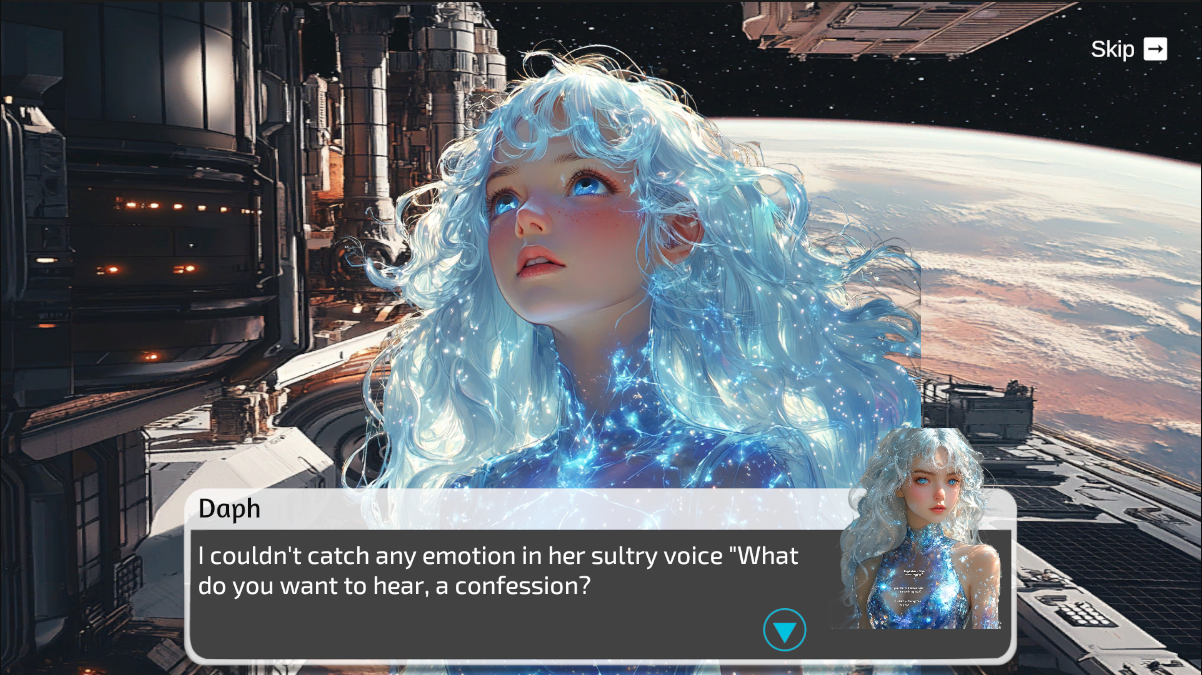 Skip
Daph
I couldn't catch any emotion in her sultry voice "What
do you want to hear, a confession?